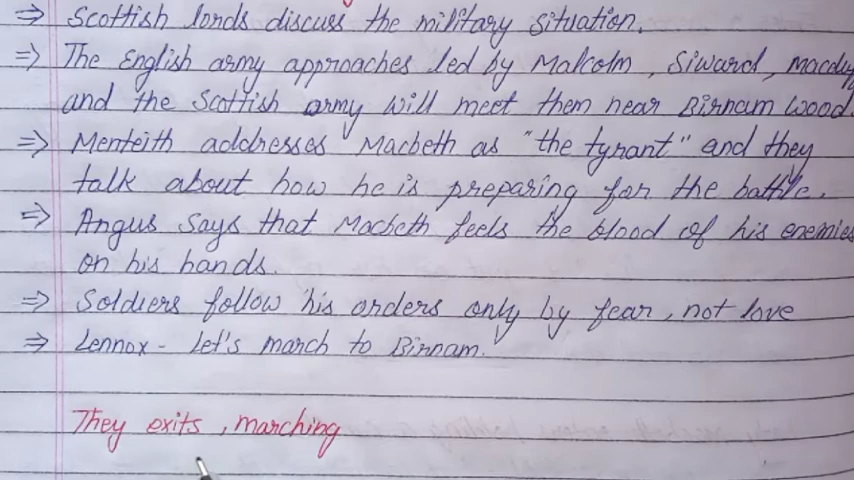 ⇒ Scottish lords discuss the military situation.
⇒ The English army approaches led by Malcolm, Siward, Macduff
and the Scottish army will meet them near Birnam wood.
⇒ Menteith addresses Macbeth as "the tyrant" and they
talk about how he is preparing for the battle.
⇒ Angus says that Macbeth feels the blood of his enemies
on his hands.
⇒ Soldiers follow his orders only by fear, not love
⇒ Lennox - Let's march to Birnam.
They exits, marching